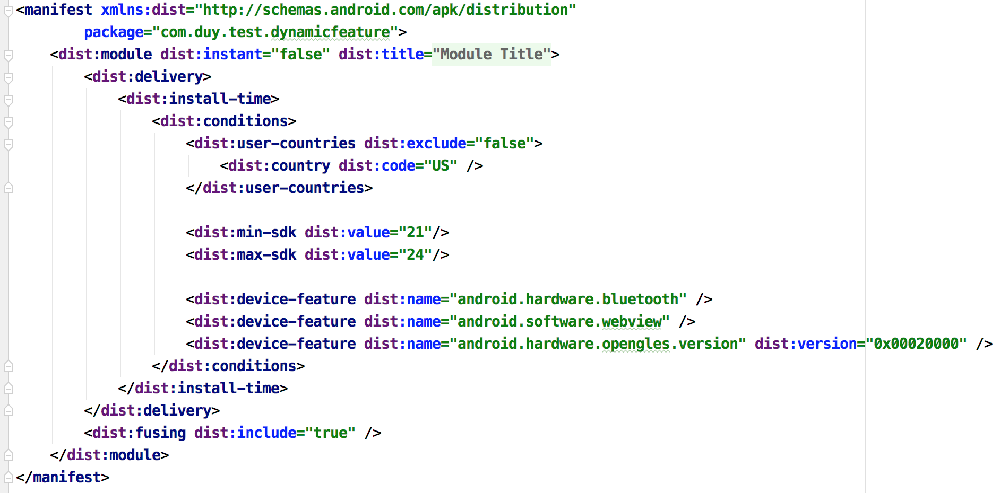 <manifest xmlns:dist="http://schemas.android.com/apk/distribution"
        package="com.duy.test.dynamicfeature">
    <dist:module dist:instant="false" dist:title="Module Title">
        <dist:delivery>
            <dist:install-time>
                <dist:conditions>
                    <dist:user-countries dist:exclude="false">
                        <dist:country dist:code="US" />
                    </dist:user-countries>

                    <dist:min-sdk dist:value="21"/>
                    <dist:max-sdk dist:value="24"/>

                    <dist:device-feature dist:name="android.hardware.bluetooth" />
                    <dist:device-feature dist:name="android.software.webview" />
                    <dist:device-feature dist:name="android.hardware.opengles.version" dist:version="0x00020000" />
                </dist:conditions>
            </dist:install-time>
        </dist:delivery>
        <dist:fusing dist:include="true" />
    </dist:module>
</manifest>